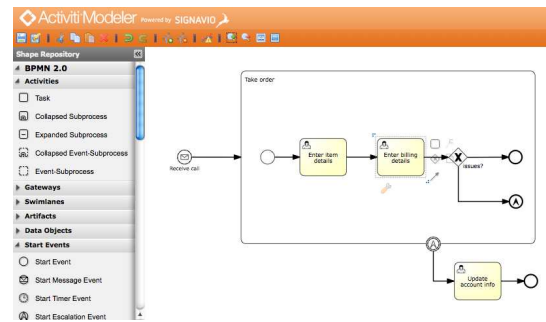 Activiti Modeler Powered by SIGNAVIO
Shape Repository
BPMN 2.0
Activities
Task
Collapsed Subprocess
Expanded Subprocess
Collapsed Event-Subprocess
Event-Subprocess
Gateways
Swimlanes
Artifacts
Data Objects
Start Events
Start Event
Start Message Event
Start Timer Event
Start Escalation Event
Take order
Receive call
Enter item
details
Enter billing
details
issues?
Update
account info